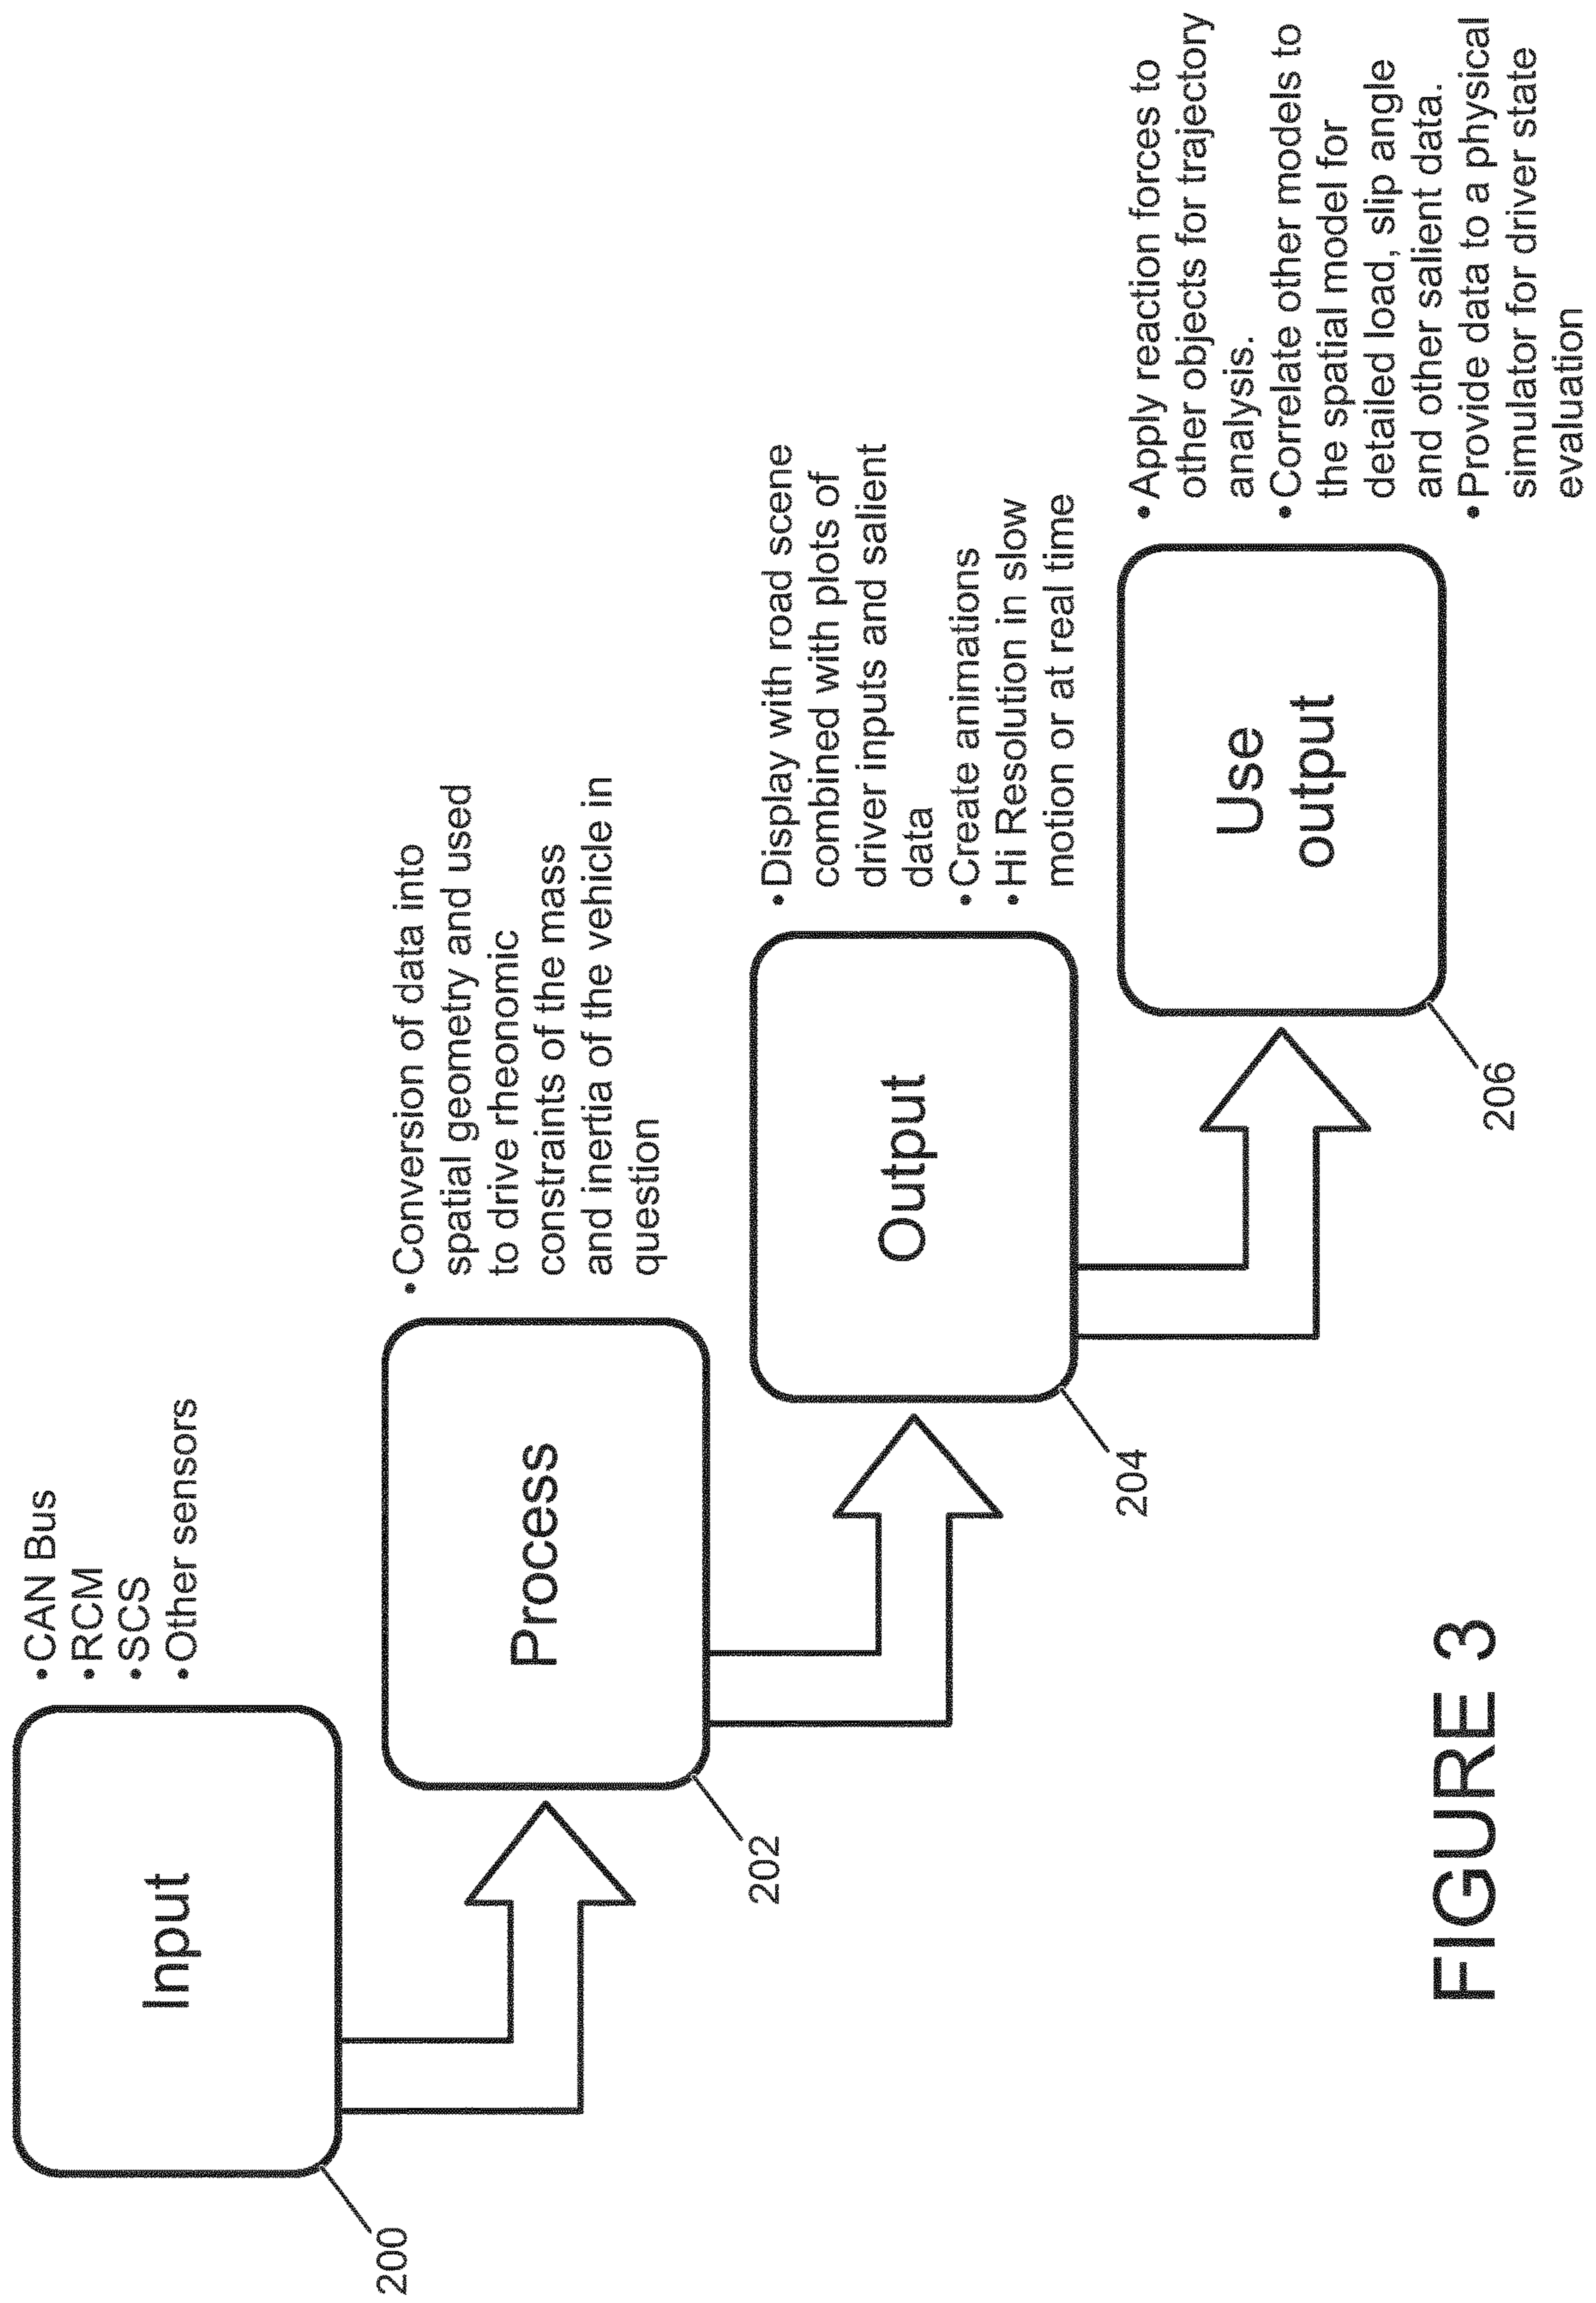 Input
•CAN Bus
•RCM
•SCS
•Other sensors
200
Process
•Conversion of data into
spatial geometry and used
to drive rheonomic
constraints of the mass
and inertia of the vehicle in
question
202
Output
•Display with road scene
combined with plots of
driver inputs and salient
data
•Create animations
•Hi Resolution in slow
motion or at real time
204
Use
output
•Apply reaction forces to
other objects for trajectory
analysis.
•Correlate other models to
the spatial model for
detailed load, slip angle
and other salient data.
•Provide data to a physical
simulator for driver state
evaluation
206
FIGURE 3